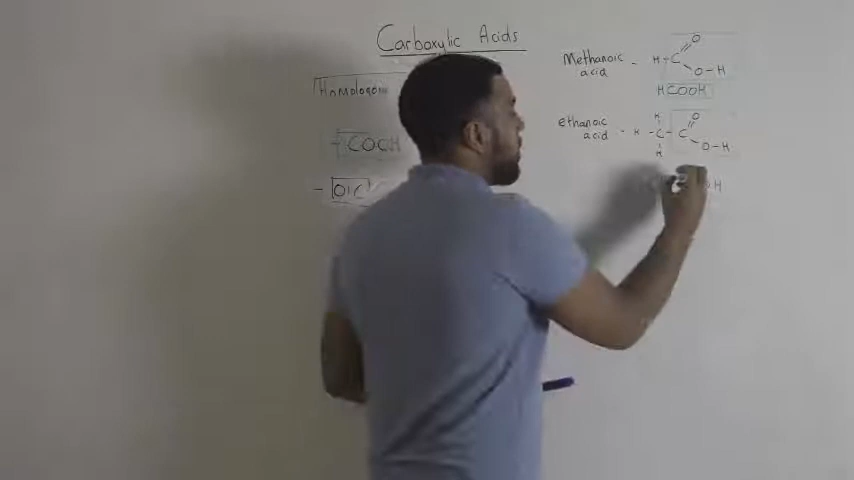 Carboxylic Acids
Homologou
-COOH
- OIC
Methanoic
acid -
H C O
O-H
HCOOH
ethanoic
acid - H - C - C O
H
H
O-H
H